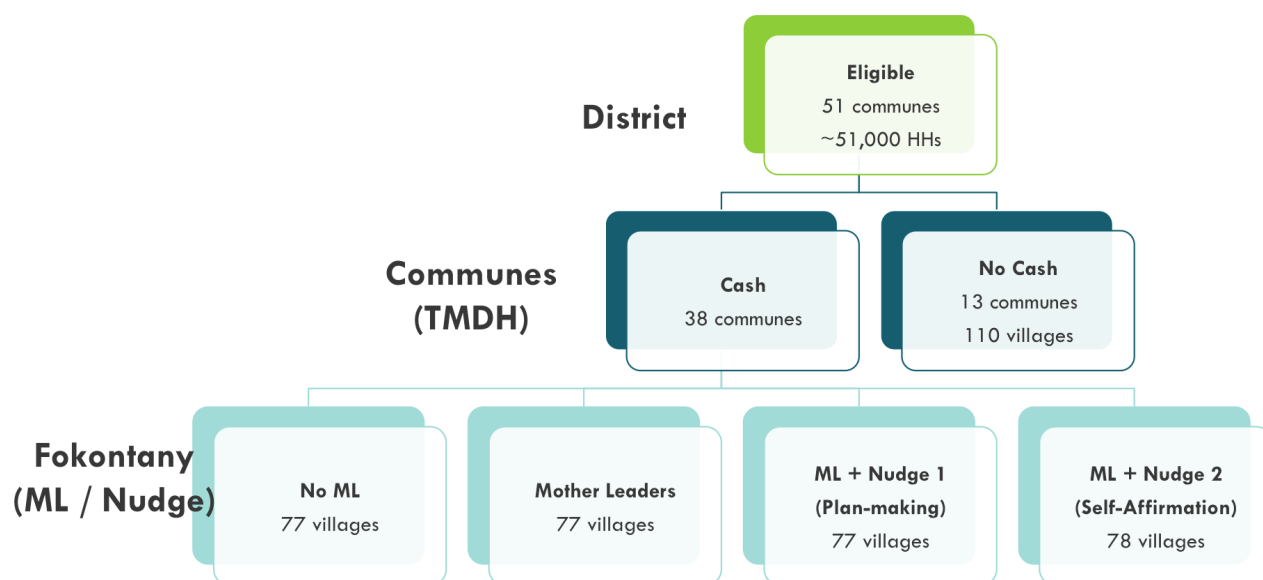 District
Eligible
51 communes
~51,000 HHs
Communes
(TMDH)
Cash
38 communes
No Cash
13 communes
110 villages
Fokontany
(ML / Nudge)
No ML
77 villages
Mother Leaders
77 villages
ML + Nudge 1
(Plan-making)
77 villages
ML + Nudge 2
(Self-Affirmation)
78 villages